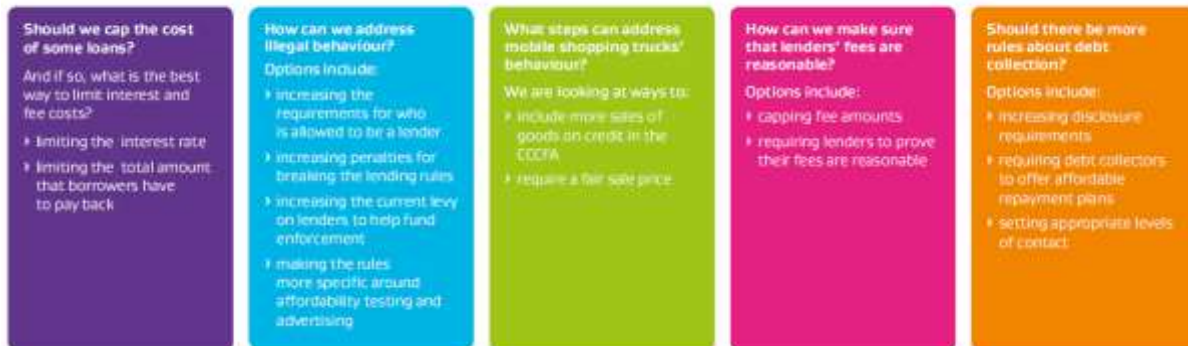 Should we cap the cost
of some loans?
And if so, what is the best
way to limit interest and
fee costs?
› limiting the interest rate
› limiting the total amount
that borrowers have
to pay back
How can we address
illegal behaviour?
Options include:
› increasing the
requirements for who
is allowed to be a lender
› increasing penalties for
breaking the lending rules
› increasing the current levy
on lenders to help fund
enforcement
› making the rules
more specific around
affordability testing and
advertising
What steps can address
mobile shopping trucks'
behaviour?
We are looking at ways to:
› include more sales of
goods on credit in the
CCCFA
› require a fair sale price
How can we make sure
that lenders' fees are
reasonable?
Options include:
› capping fee amounts
› requiring lenders to prove
their fees are reasonable
Should there be more
rules about debt
collection?
Options include:
› increasing disclosure
requirements
› requiring debt collectors
to offer affordable
repayment plans
› setting appropriate levels
of contact